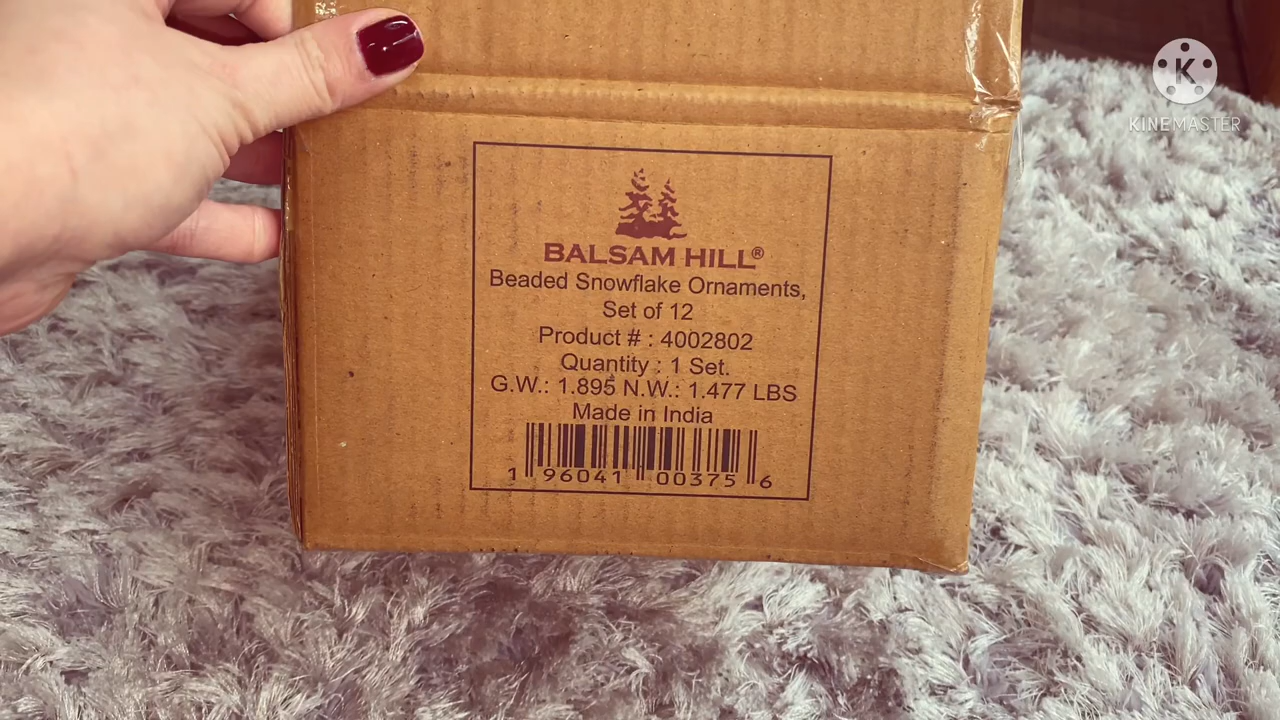 K
KINEMASTER
BALSAM HILL®
Beaded Snowflake Ornaments,
Set of 12
Product # : 4002802
Quantity : 1 Set.
G.W.: 1.895 N.W.: 1.477 LBS
Made in India
1 96041 00375 6